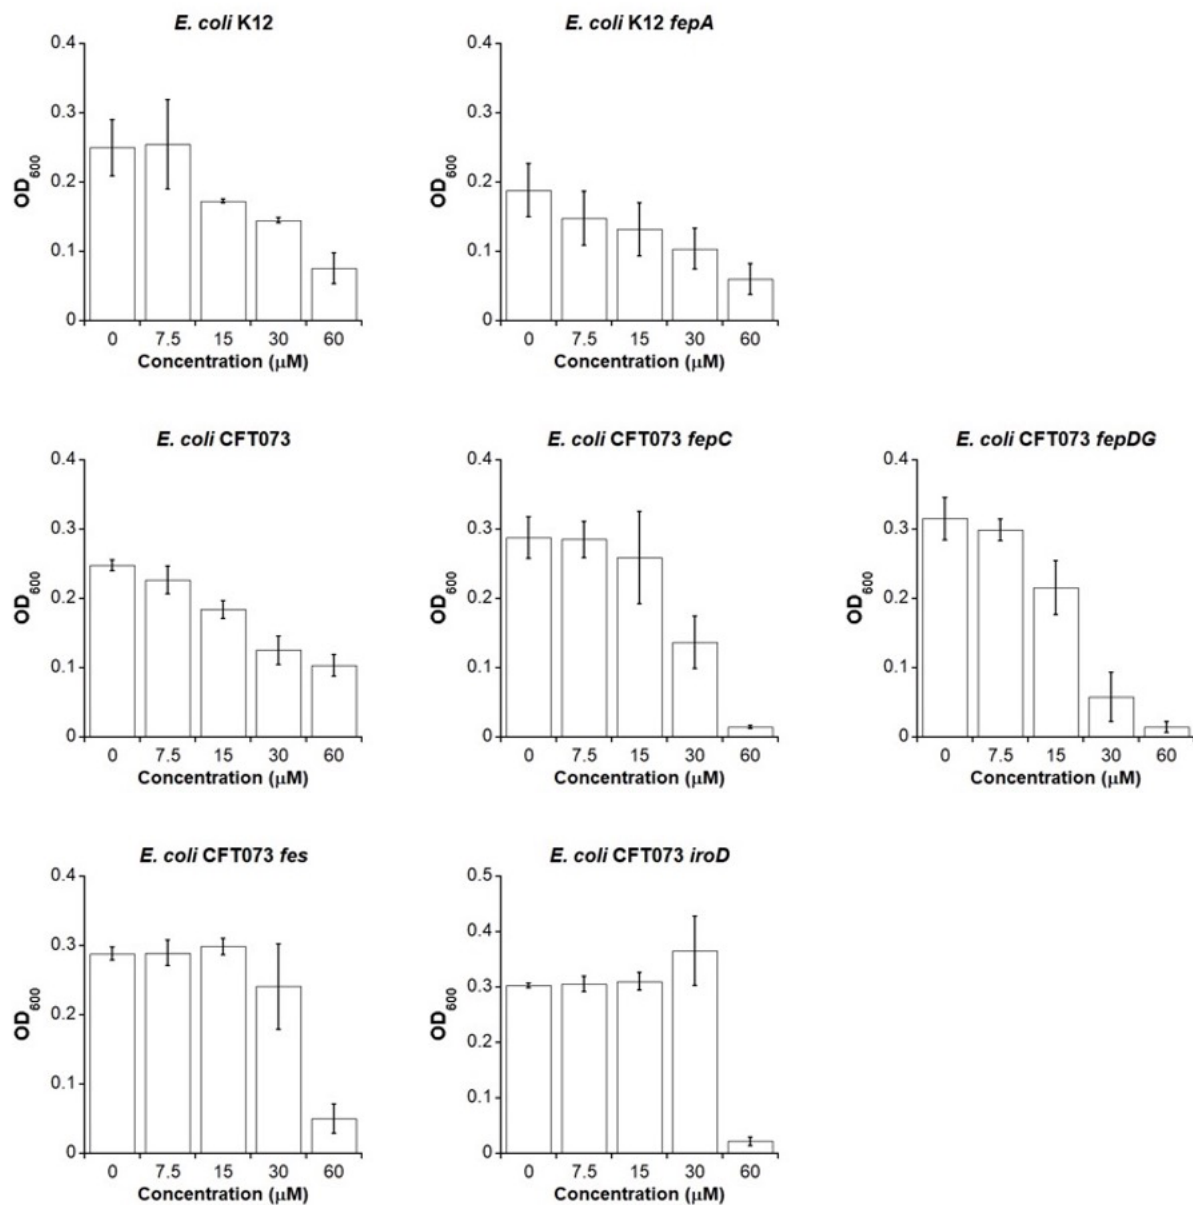 E. coli K12
0.4
0.3
0.2
0.1
0
OD600
0 7.5 15 30 60
Concentration (μM)
E. coli K12 fepA
0.4
0.3
0.2
0.1
0
OD600
0 7.5 15 30 60
Concentration (μM)
E. coli CFT073
0.4
0.3
0.2
0.1
0
OD600
0 7.5 15 30 60
Concentration (μM)
E. coli CFT073 fepC
0.4
0.3
0.2
0.1
0
OD600
0 7.5 15 30 60
Concentration (μM)
E. coli CFT073 fepDG
0.4
0.3
0.2
0.1
0
OD600
0 7.5 15 30 60
Concentration (μM)
E. coli CFT073 fes
0.4
0.3
0.2
0.1
0
OD600
0 7.5 15 30 60
Concentration (μM)
E. coli CFT073 iroD
0.5
0.4
0.3
0.2
0.1
0
OD600
0 7.5 15 30 60
Concentration (μM)